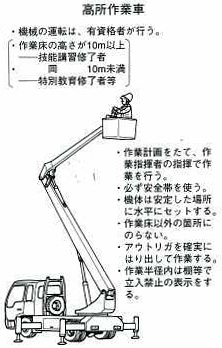 高所作業車
・機械の運転は、有資格者が行う。
・作業床の高さが10m以上
――技能講習修了者
・ 同 10m未満
――特別教育修了者等
・作業計画をたて、作
業指揮者の指揮で作
業を行う。
・必ず安全帯を使う。
・機体は安定した場所
に水平にセットする。
・作業床以外の箇所に
のらない。
・アウトリガを確実に
はり出して作業する。
・作業半径内は柵等で
立入禁止の表示をす
る。